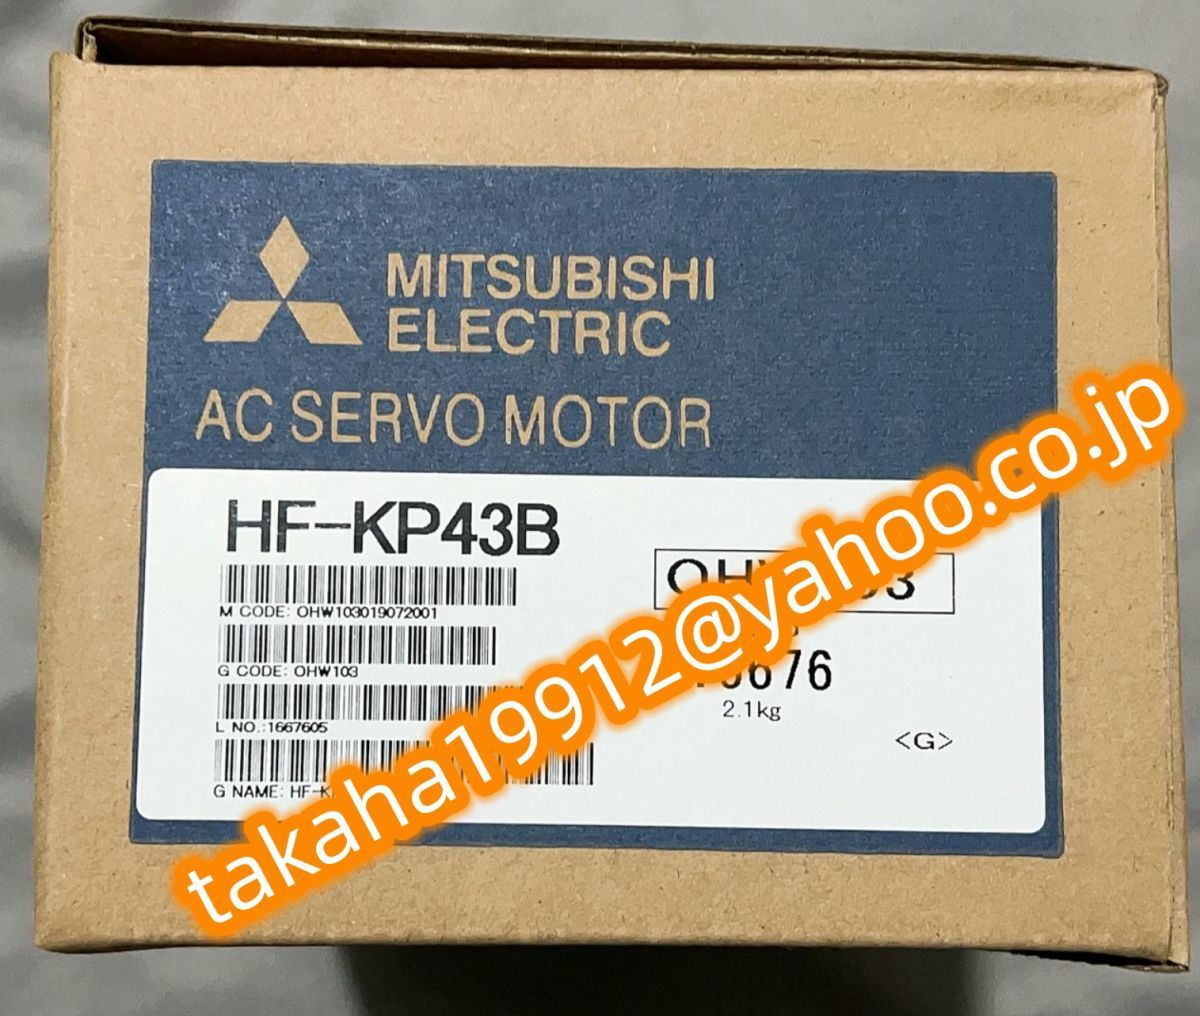 MITSUBISHI
ELECTRIC
AC SERVO MOTOR
HF-KP43B
M CODE: OHW103019072001
G CODE: OHW103
L NO.:1667605
G NAME:
2.1kg
<G>
takaha19912@yahoo.co.jp